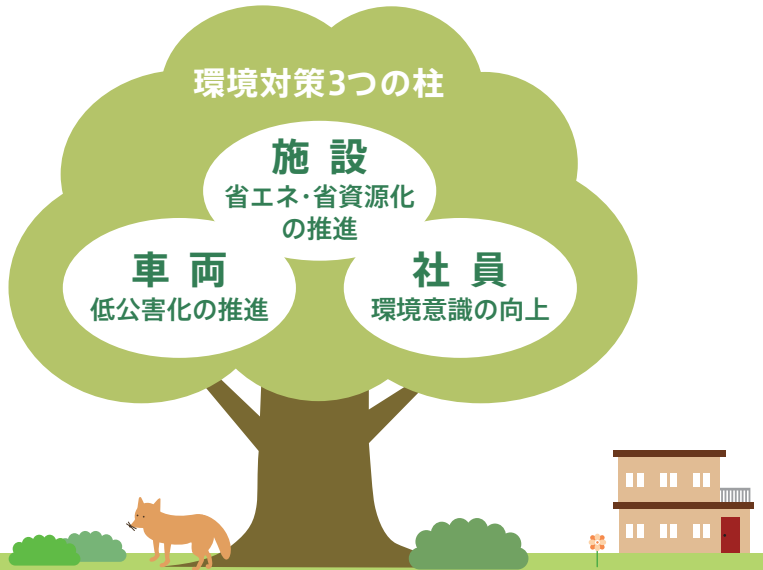 環境対策3つの柱
施 設
省エネ･省資源化
の推進
車 両
低公害化の推進
社 員
環境意識の向上